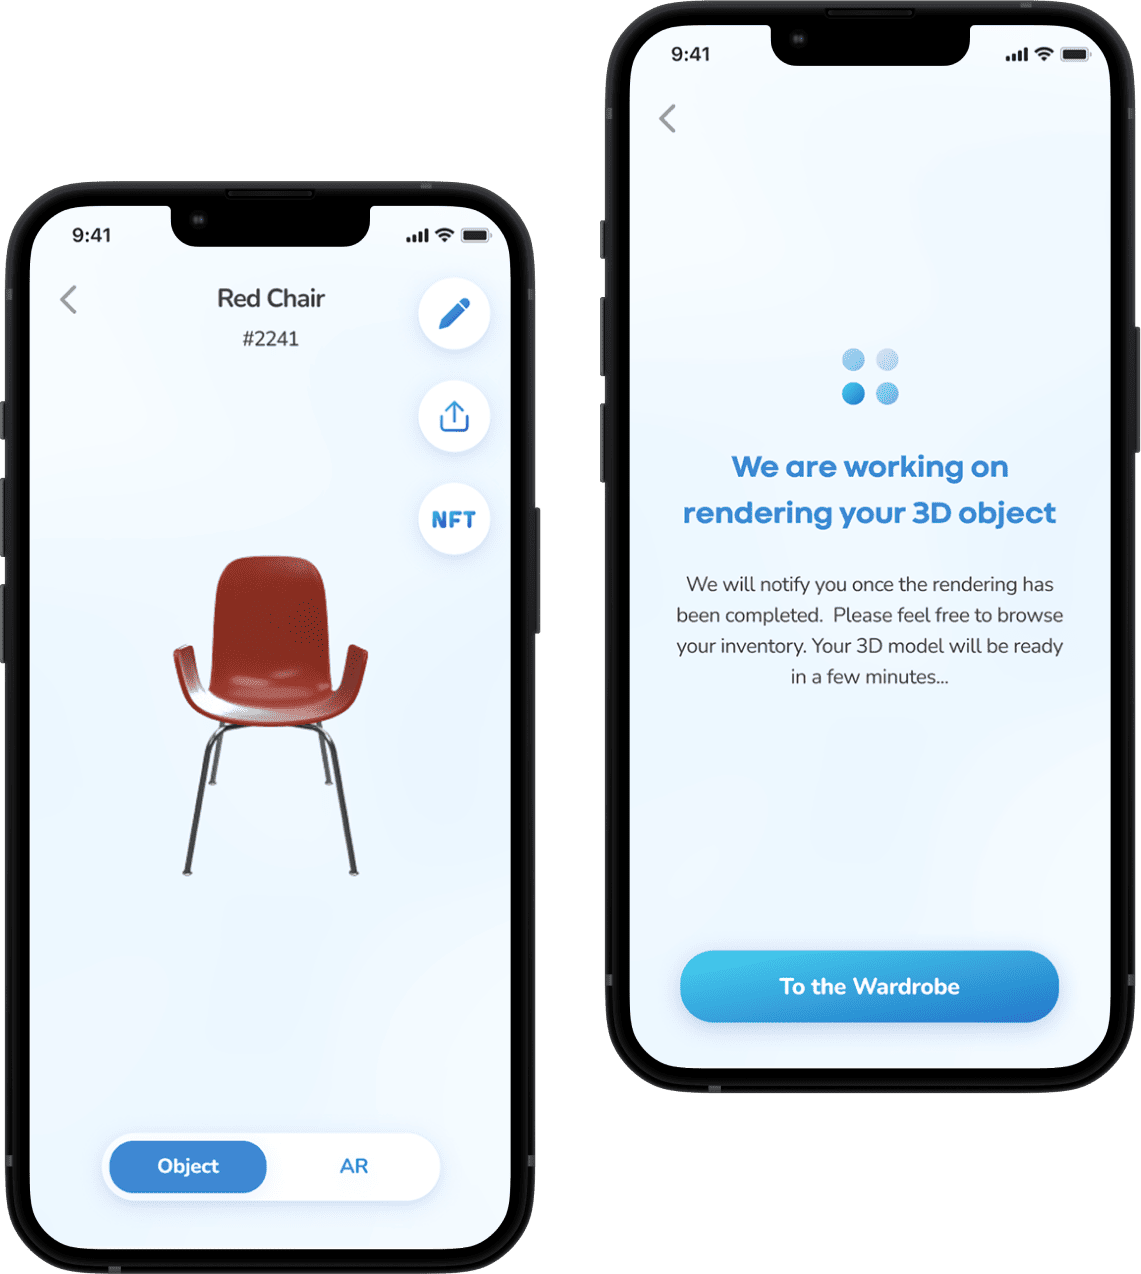 9:41
Red Chair
#2241
NFT
Object
AR
9:41
We are working on
rendering your 3D object
We will notify you once the rendering has
been completed.  Please feel free to browse
your inventory. Your 3D model will be ready
in a few minutes...
To the Wardrobe